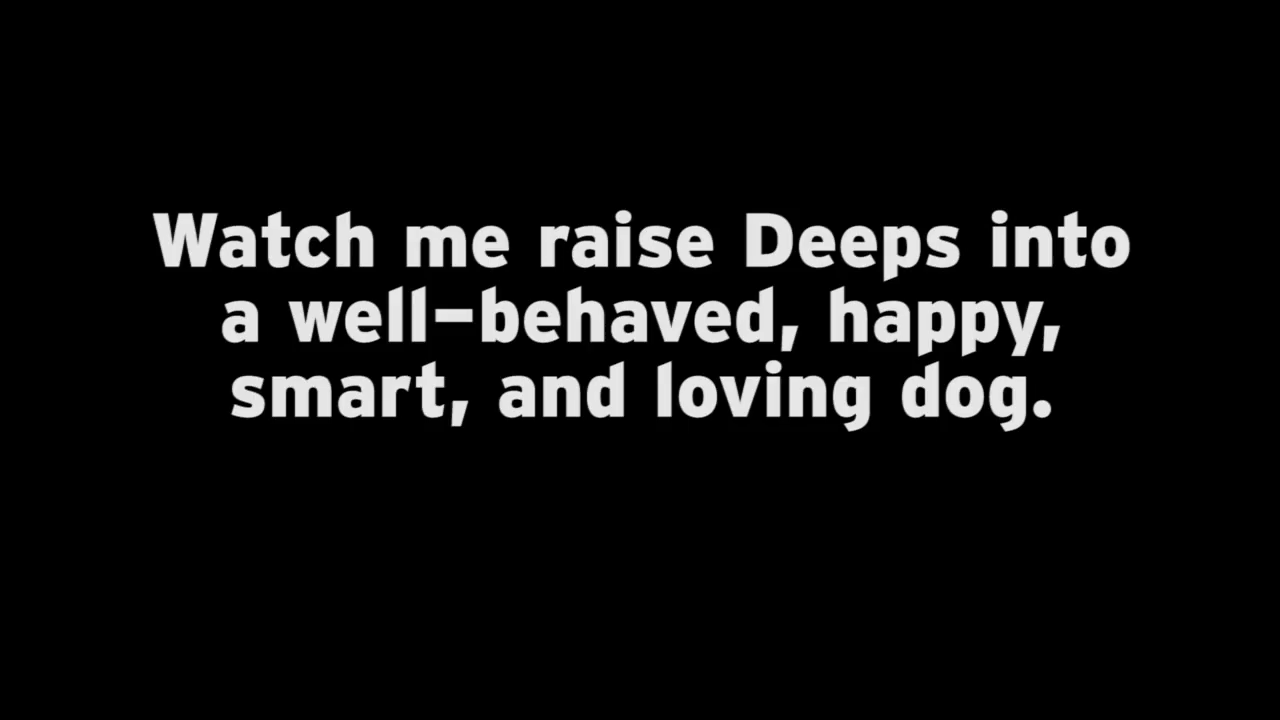 Watch me raise Deeps into
a well-behaved, happy,
smart, and loving dog.